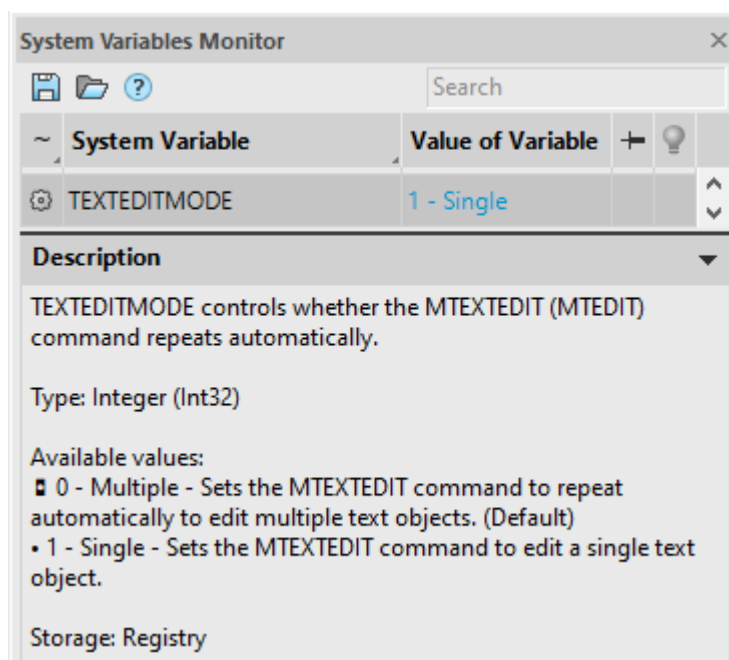 System Variables Monitor
Search
~ System Variable Value of Variable
TEXTEDITMODE 1 - Single
Description
TEXTEDITMODE controls whether the MTEXTEDIT (MTEDIT)
command repeats automatically.
Type: Integer (Int32)
Available values:
0 - Multiple - Sets the MTEXTEDIT command to repeat
automatically to edit multiple text objects. (Default)
• 1 - Single - Sets the MTEXTEDIT command to edit a single text
object.
Storage: Registry